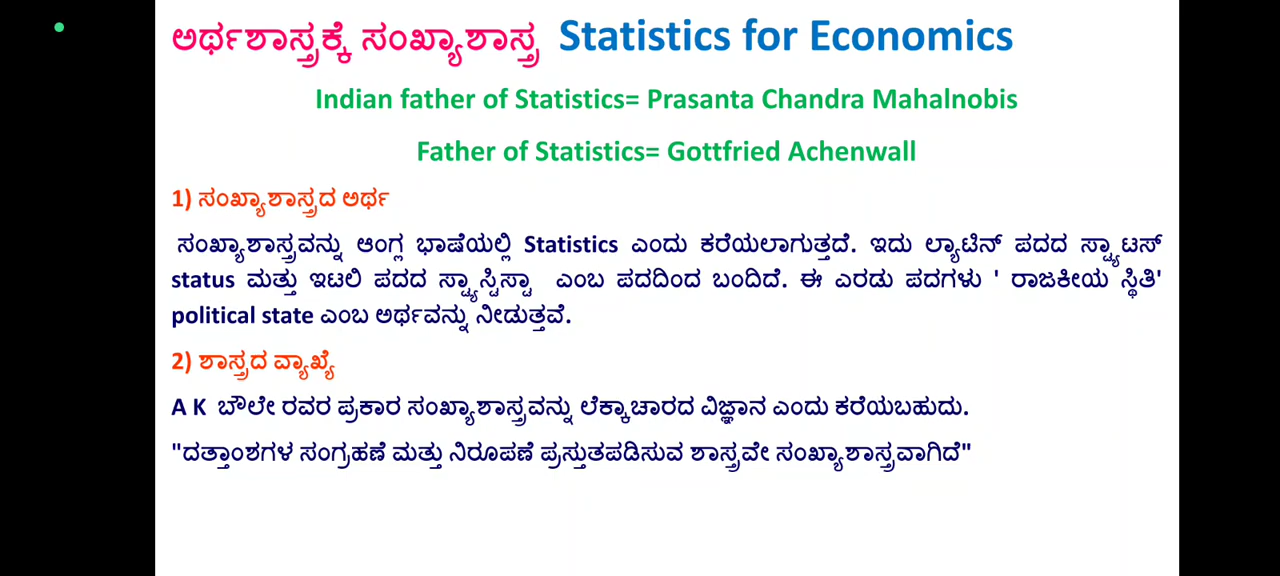 ಅರ್ಥಶಾಸ್ತ್ರಕ್ಕೆ ಸಂಖ್ಯಾಶಾಸ್ತ್ರ Statistics for Economics
Indian father of Statistics= Prasanta Chandra Mahalnobis
Father of Statistics= Gottfried Achenwall
1) ಸಂಖ್ಯಾಶಾಸ್ತ್ರದ ಅರ್ಥ
ಸಂಖ್ಯಾಶಾಸ್ತ್ರವನ್ನು ಆಂಗ್ಲ ಭಾಷೆಯಲ್ಲಿ Statistics ಎಂದು ಕರೆಯಲಾಗುತ್ತದೆ. ಇದು ಲ್ಯಾಟಿನ್ ಪದದ ಸ್ಟ್ಯಾಟಸ್
status ಮತ್ತು ಇಟಲಿ ಪದದ ಸ್ಟ್ಯಾಸ್ಟಿಸ್ಟಾ ಎಂಬ ಪದದಿಂದ ಬಂದಿದೆ. ಈ ಎರಡು ಪದಗಳು ' ರಾಜಕೀಯ ಸ್ಥಿತಿ'
political state ಎಂಬ ಅರ್ಥವನ್ನು ನೀಡುತ್ತವೆ.
2) ಶಾಸ್ತ್ರದ ವ್ಯಾಖ್ಯೆ
A K ಬೌಲೇ ರವರ ಪ್ರಕಾರ ಸಂಖ್ಯಾಶಾಸ್ತ್ರವನ್ನು ಲೆಕ್ಕಾಚಾರದ ವಿಜ್ಞಾನ ಎಂದು ಕರೆಯಬಹುದು.
"ದತ್ತಾಂಶಗಳ ಸಂಗ್ರಹಣೆ ಮತ್ತು ನಿರೂಪಣೆ ಪ್ರಸ್ತುತಪಡಿಸುವ ಶಾಸ್ತ್ರವೇ ಸಂಖ್ಯಾಶಾಸ್ತ್ರವಾಗಿದೆ"